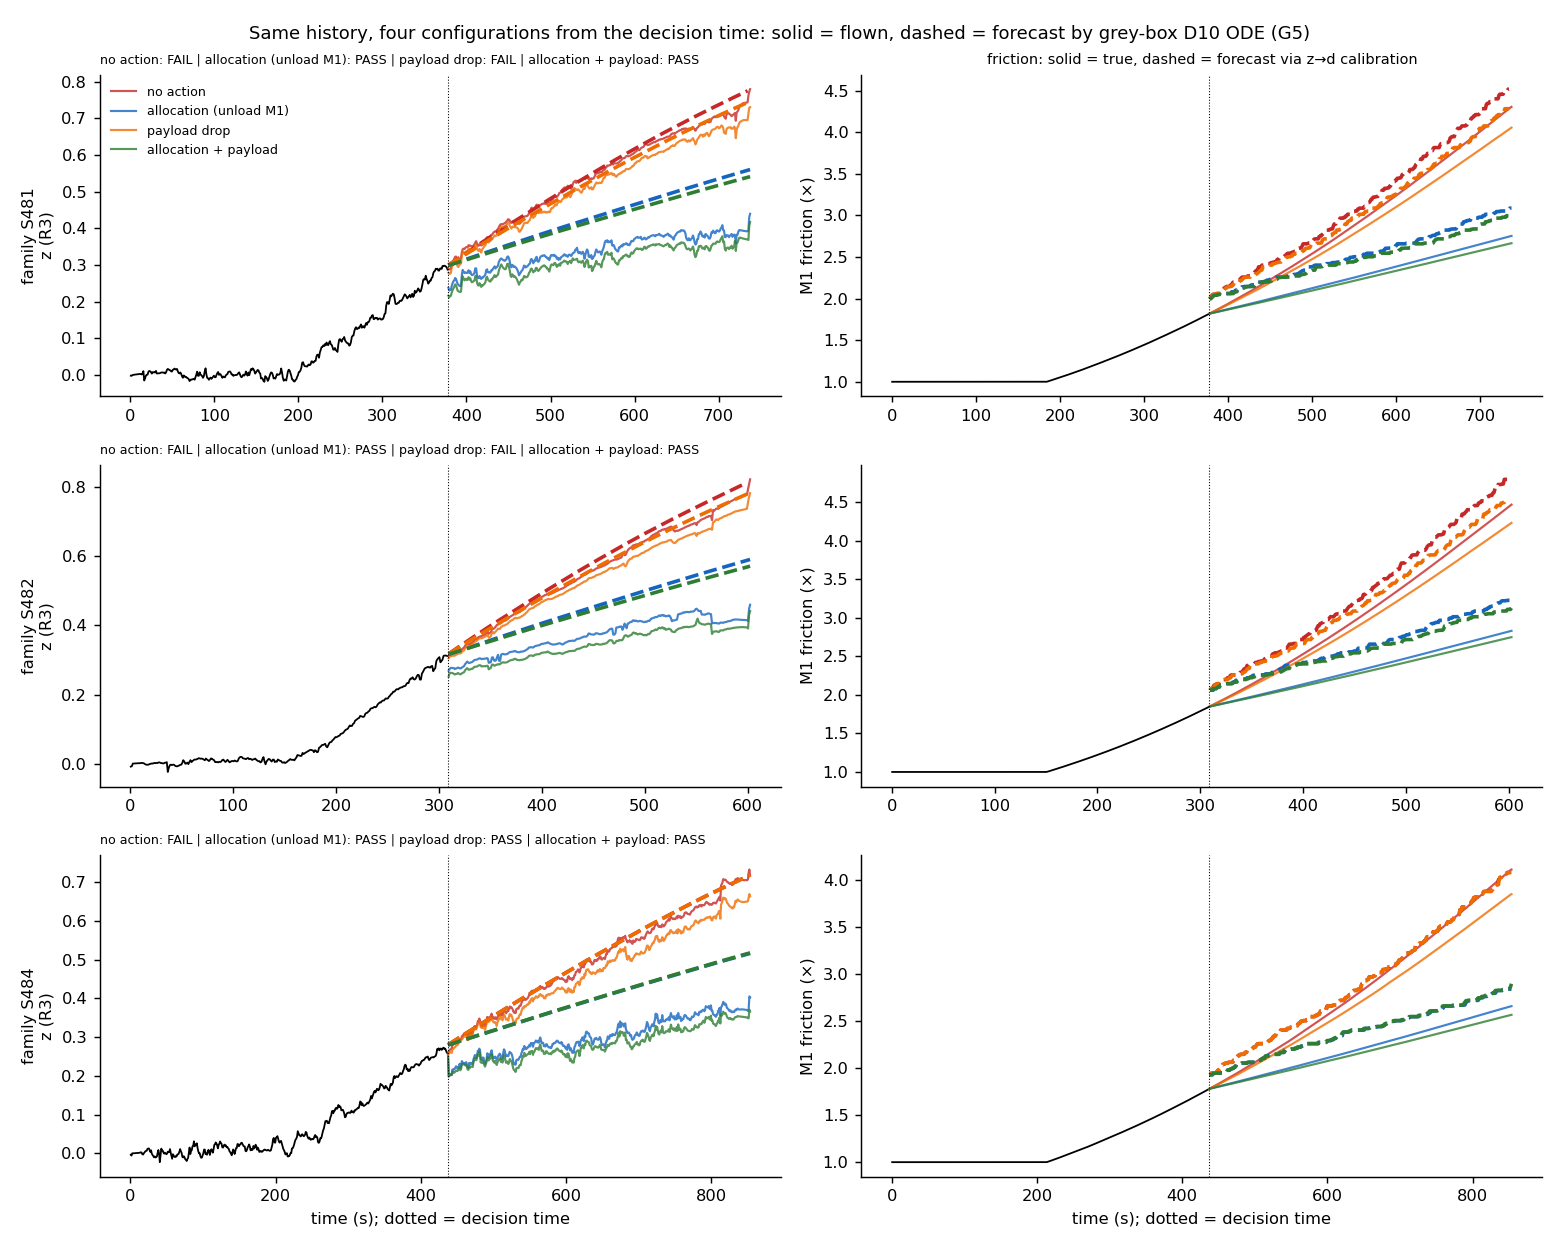 Same history, four configurations from the decision time: solid = flown, dashed = forecast by grey-box D10 ODE (G5)
no action: FAIL | allocation (unload M1): PASS | payload drop: FAIL | allocation + payload: PASS
friction: solid = true, dashed = forecast via z→d calibration
no action
allocation (unload M1)
payload drop
allocation + payload
family S481
z (R3)
0.8
0.7
0.6
0.5
0.4
0.3
0.2
0.1
0.0
0 100 200 300 400 500 600 700
M1 friction (×)
4.5
4.0
3.5
3.0
2.5
2.0
1.5
1.0
0 100 200 300 400 500 600 700
no action: FAIL | allocation (unload M1): PASS | payload drop: FAIL | allocation + payload: PASS
family S482
z (R3)
0.8
0.6
0.4
0.2
0.0
0 100 200 300 400 500 600
M1 friction (×)
4.5
4.0
3.5
3.0
2.5
2.0
1.5
1.0
0 100 200 300 400 500 600
no action: FAIL | allocation (unload M1): PASS | payload drop: PASS | allocation + payload: PASS
family S484
z (R3)
0.7
0.6
0.5
0.4
0.3
0.2
0.1
0.0
0 200 400 600 800
time (s); dotted = decision time
M1 friction (×)
4.0
3.5
3.0
2.5
2.0
1.5
1.0
0 200 400 600 800
time (s); dotted = decision time